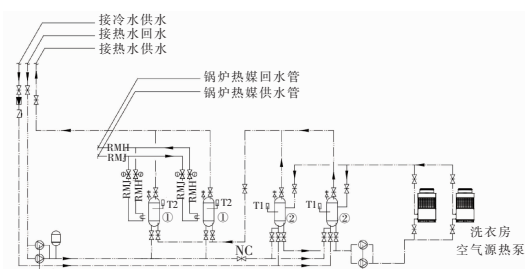 接冷水供水
接热水回水
接热水供水
锅炉热媒回水管
锅炉热媒供水管
RMH
RMJ
RMJ
RMH
RMJ
RMH
T2
T2
T1
T1
①
①
②
②
NC
洗衣房
空气源热泵